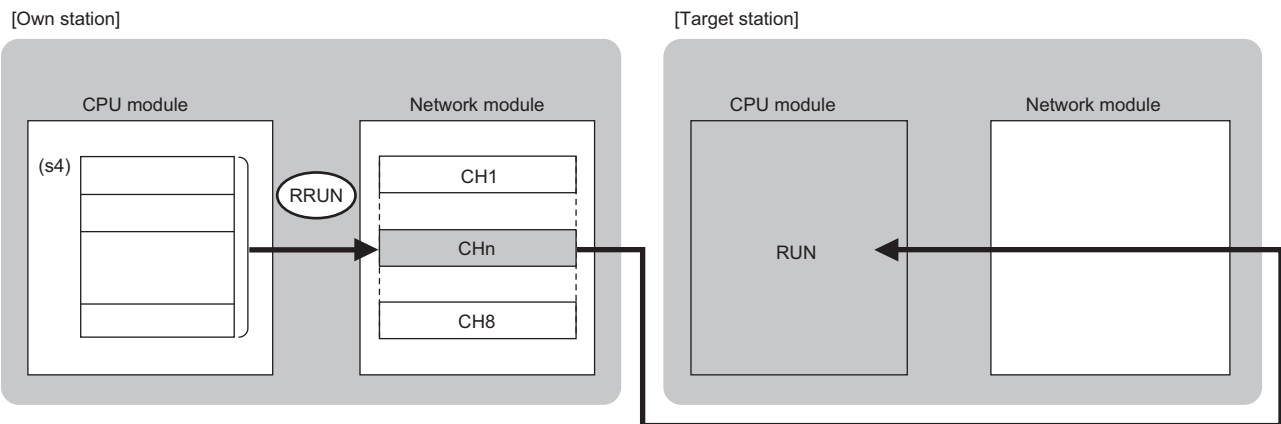 [Own station]
[Target station]
CPU module
Network module
CPU module
Network module
(s4)
RRUN
CH1
CHn
CH8
RUN